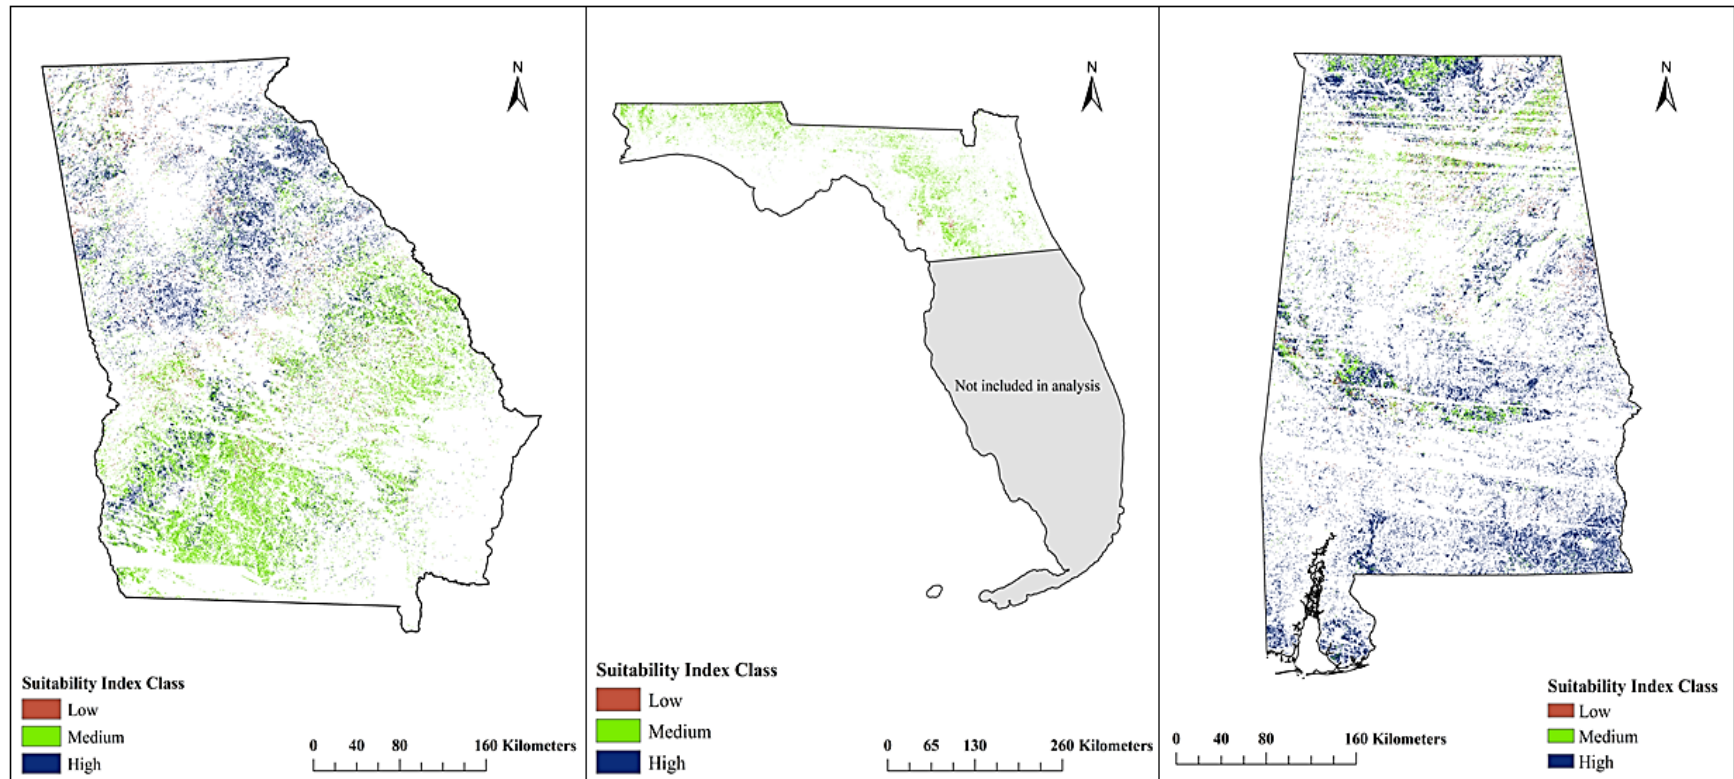 N
N
N
Not included in analysis
Suitability Index Class
Low
Medium
High
0 40 80 160 Kilometers
Suitability Index Class
Low
Medium
High
0 65 130 260 Kilometers
Suitability Index Class
Low
Medium
High
0 40 80 160 Kilometers